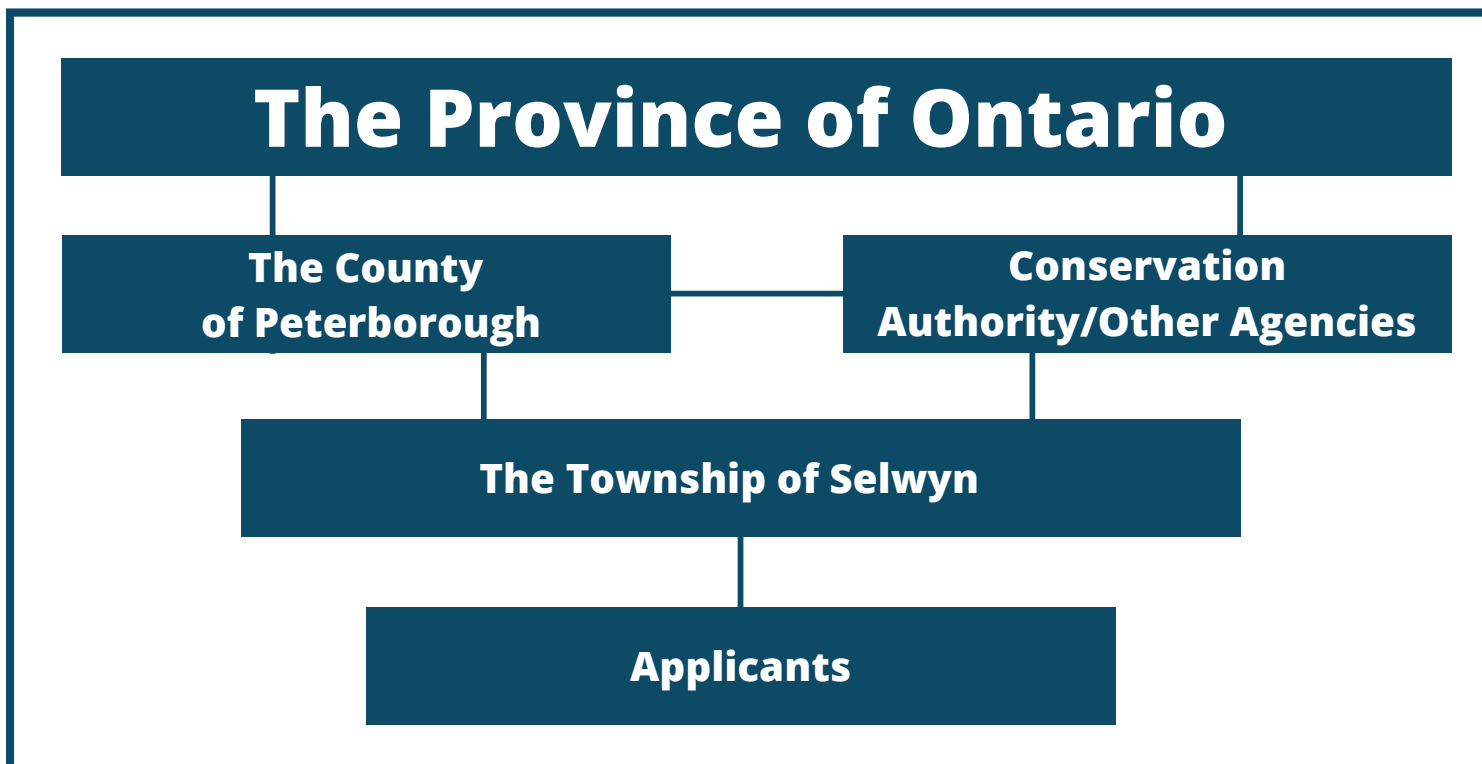 The Province of Ontario
The County
of Peterborough
Conservation
Authority/Other Agencies
The Township of Selwyn
Applicants